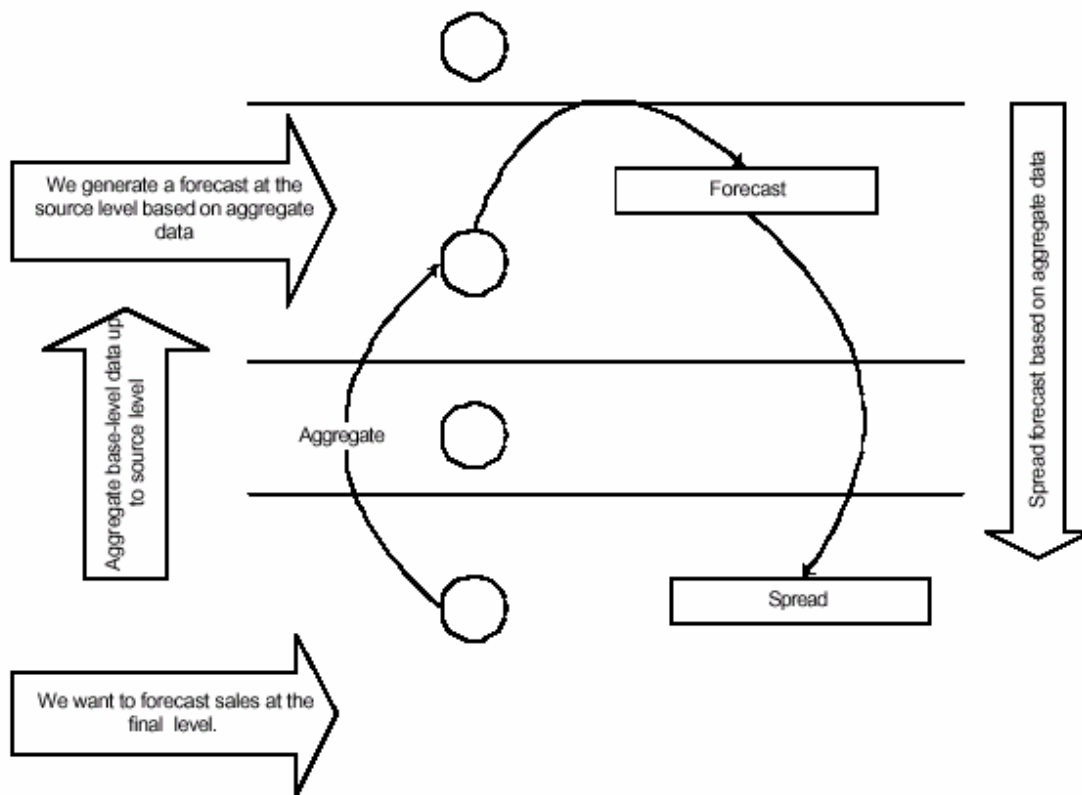 We generate a forecast at the
source level based on aggregate
data
Forecast
Aggregate base-level data up
to source level
Aggregate
Spread forecast based on aggregate data
Spread
We want to forecast sales at the
final level.